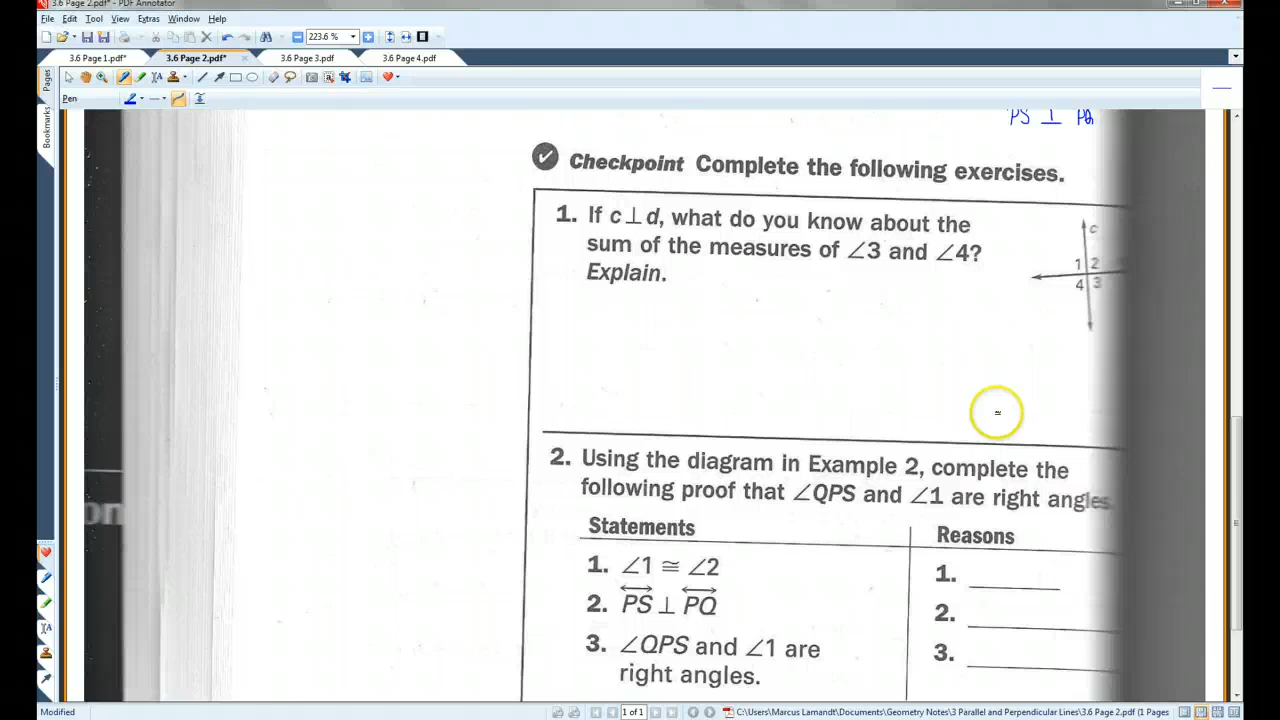 3.6 Page 2.pdf* - PDF Annotator
File Edit Tool View Extras Window Help
223.6 %
3.6 Page 1.pdf* 3.6 Page 2.pdf* 3.6 Page 3.pdf 3.6 Page 4.pdf
Pen
Pages
Bookmarks
PS ⊥ PQ
Checkpoint Complete the following exercises.
1. If c ⊥ d, what do you know about the
sum of the measures of ∠3 and ∠4?
Explain.
c
1 2
4 3
2. Using the diagram in Example 2, complete the
following proof that ∠QPS and ∠1 are right angles.
Statements Reasons
1. ∠1 ≅ ∠2 1.
2. PS ⊥ PQ 2.
3. ∠QPS and ∠1 are 3.
right angles.
on
Modified 1 of 1 C:\Users\Marcus Lamandt\Documents\Geometry Notes\3 Parallel and Perpendicular Lines\3.6 Page 2.pdf (1 Pages